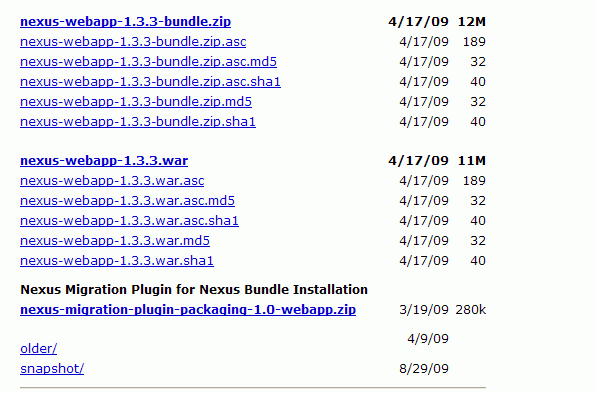 nexus-webapp-1.3.3-bundle.zip 4/17/09 12M
nexus-webapp-1.3.3-bundle.zip.asc 4/17/09 189
nexus-webapp-1.3.3-bundle.zip.asc.md5 4/17/09 32
nexus-webapp-1.3.3-bundle.zip.asc.sha1 4/17/09 40
nexus-webapp-1.3.3-bundle.zip.md5 4/17/09 32
nexus-webapp-1.3.3-bundle.zip.sha1 4/17/09 40
nexus-webapp-1.3.3.war 4/17/09 11M
nexus-webapp-1.3.3.war.asc 4/17/09 189
nexus-webapp-1.3.3.war.asc.md5 4/17/09 32
nexus-webapp-1.3.3.war.asc.sha1 4/17/09 40
nexus-webapp-1.3.3.war.md5 4/17/09 32
nexus-webapp-1.3.3.war.sha1 4/17/09 40
Nexus Migration Plugin for Nexus Bundle Installation
nexus-migration-plugin-packaging-1.0-webapp.zip 3/19/09 280k
4/9/09
older/
snapshot/ 8/29/09